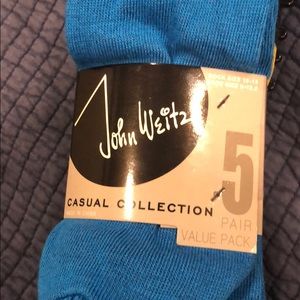 John Weitz
CASUAL COLLECTION
5
PAIR
VALUE PACK